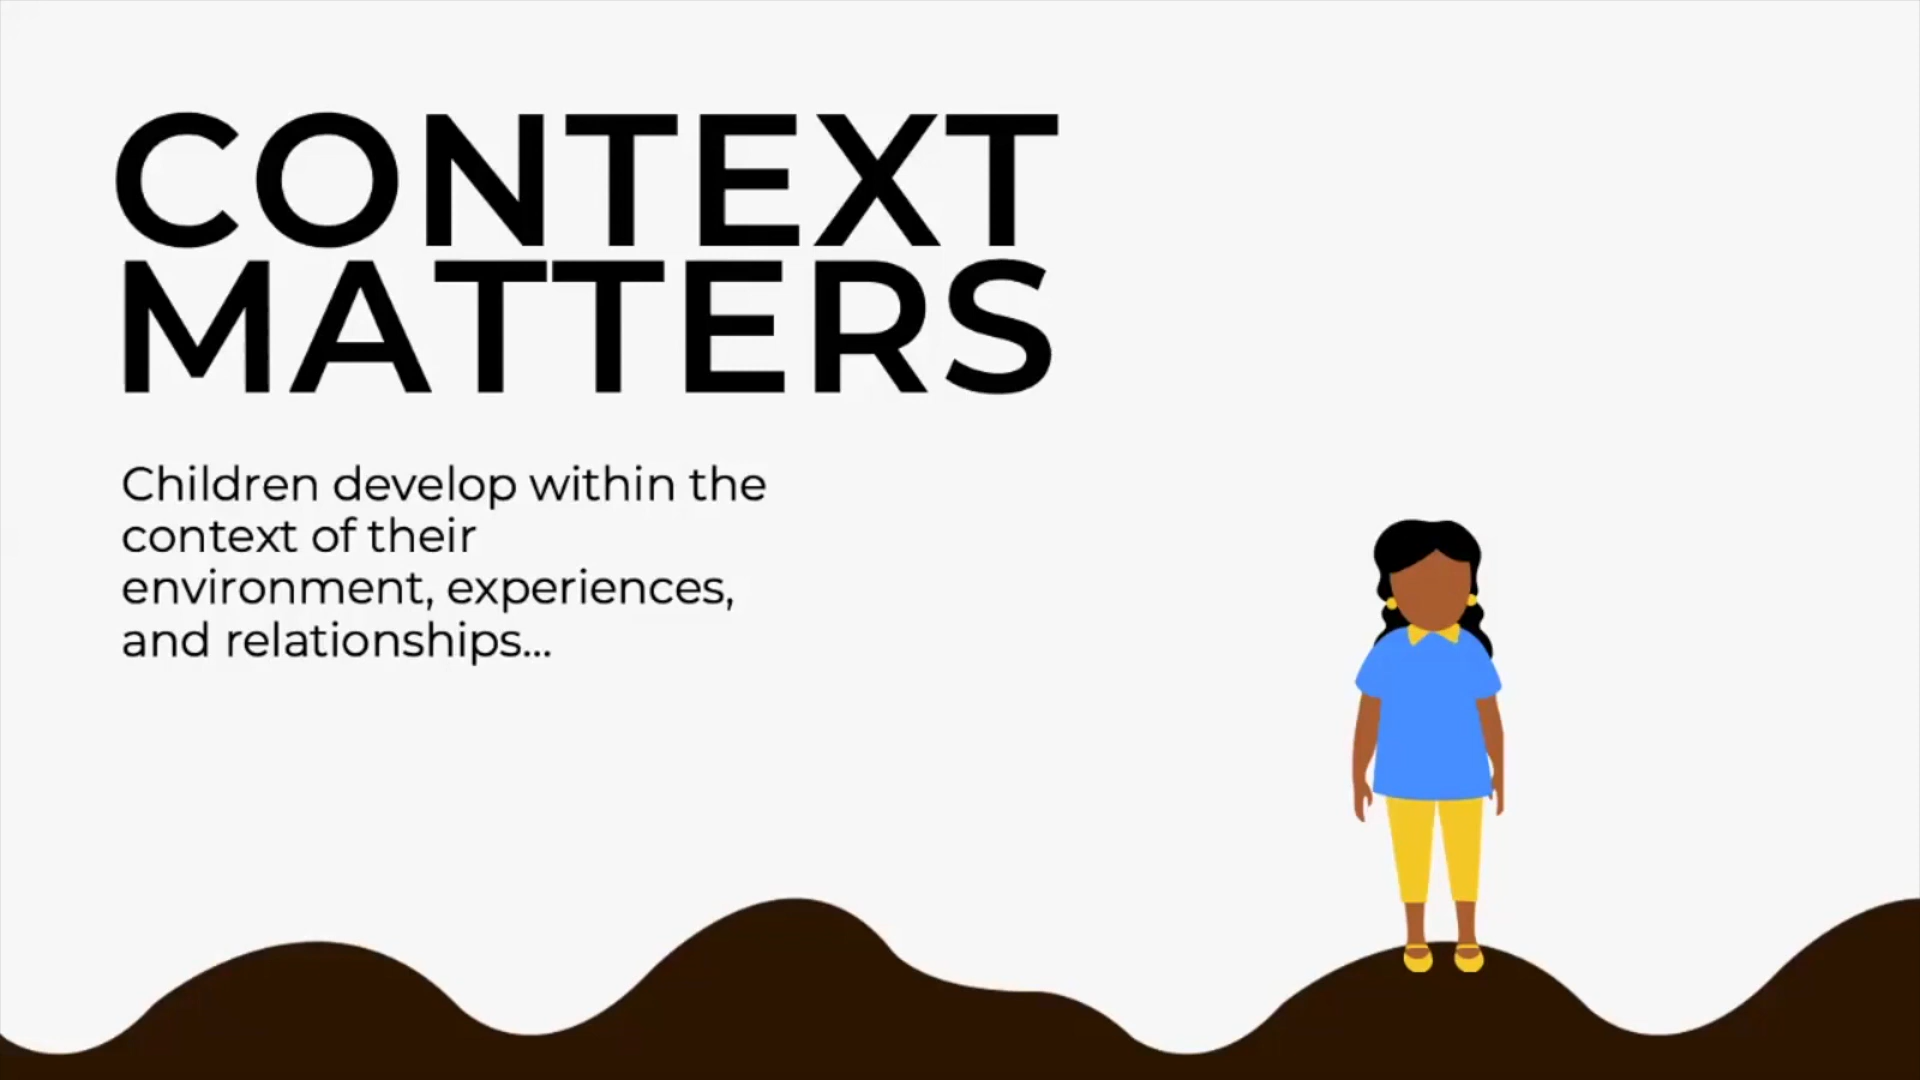 CONTEXT
MATTERS
Children develop within the
context of their
environment, experiences,
and relationships...